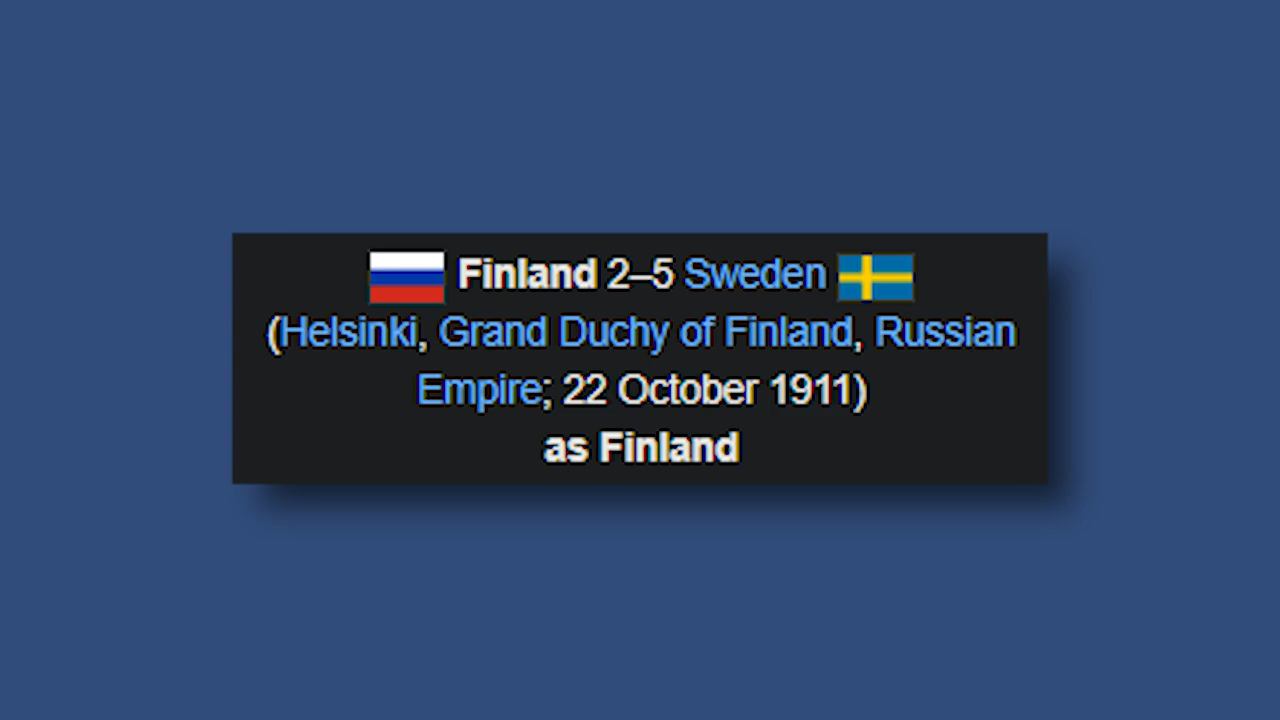 Finland 2–5 Sweden
(Helsinki, Grand Duchy of Finland, Russian
Empire; 22 October 1911)
as Finland